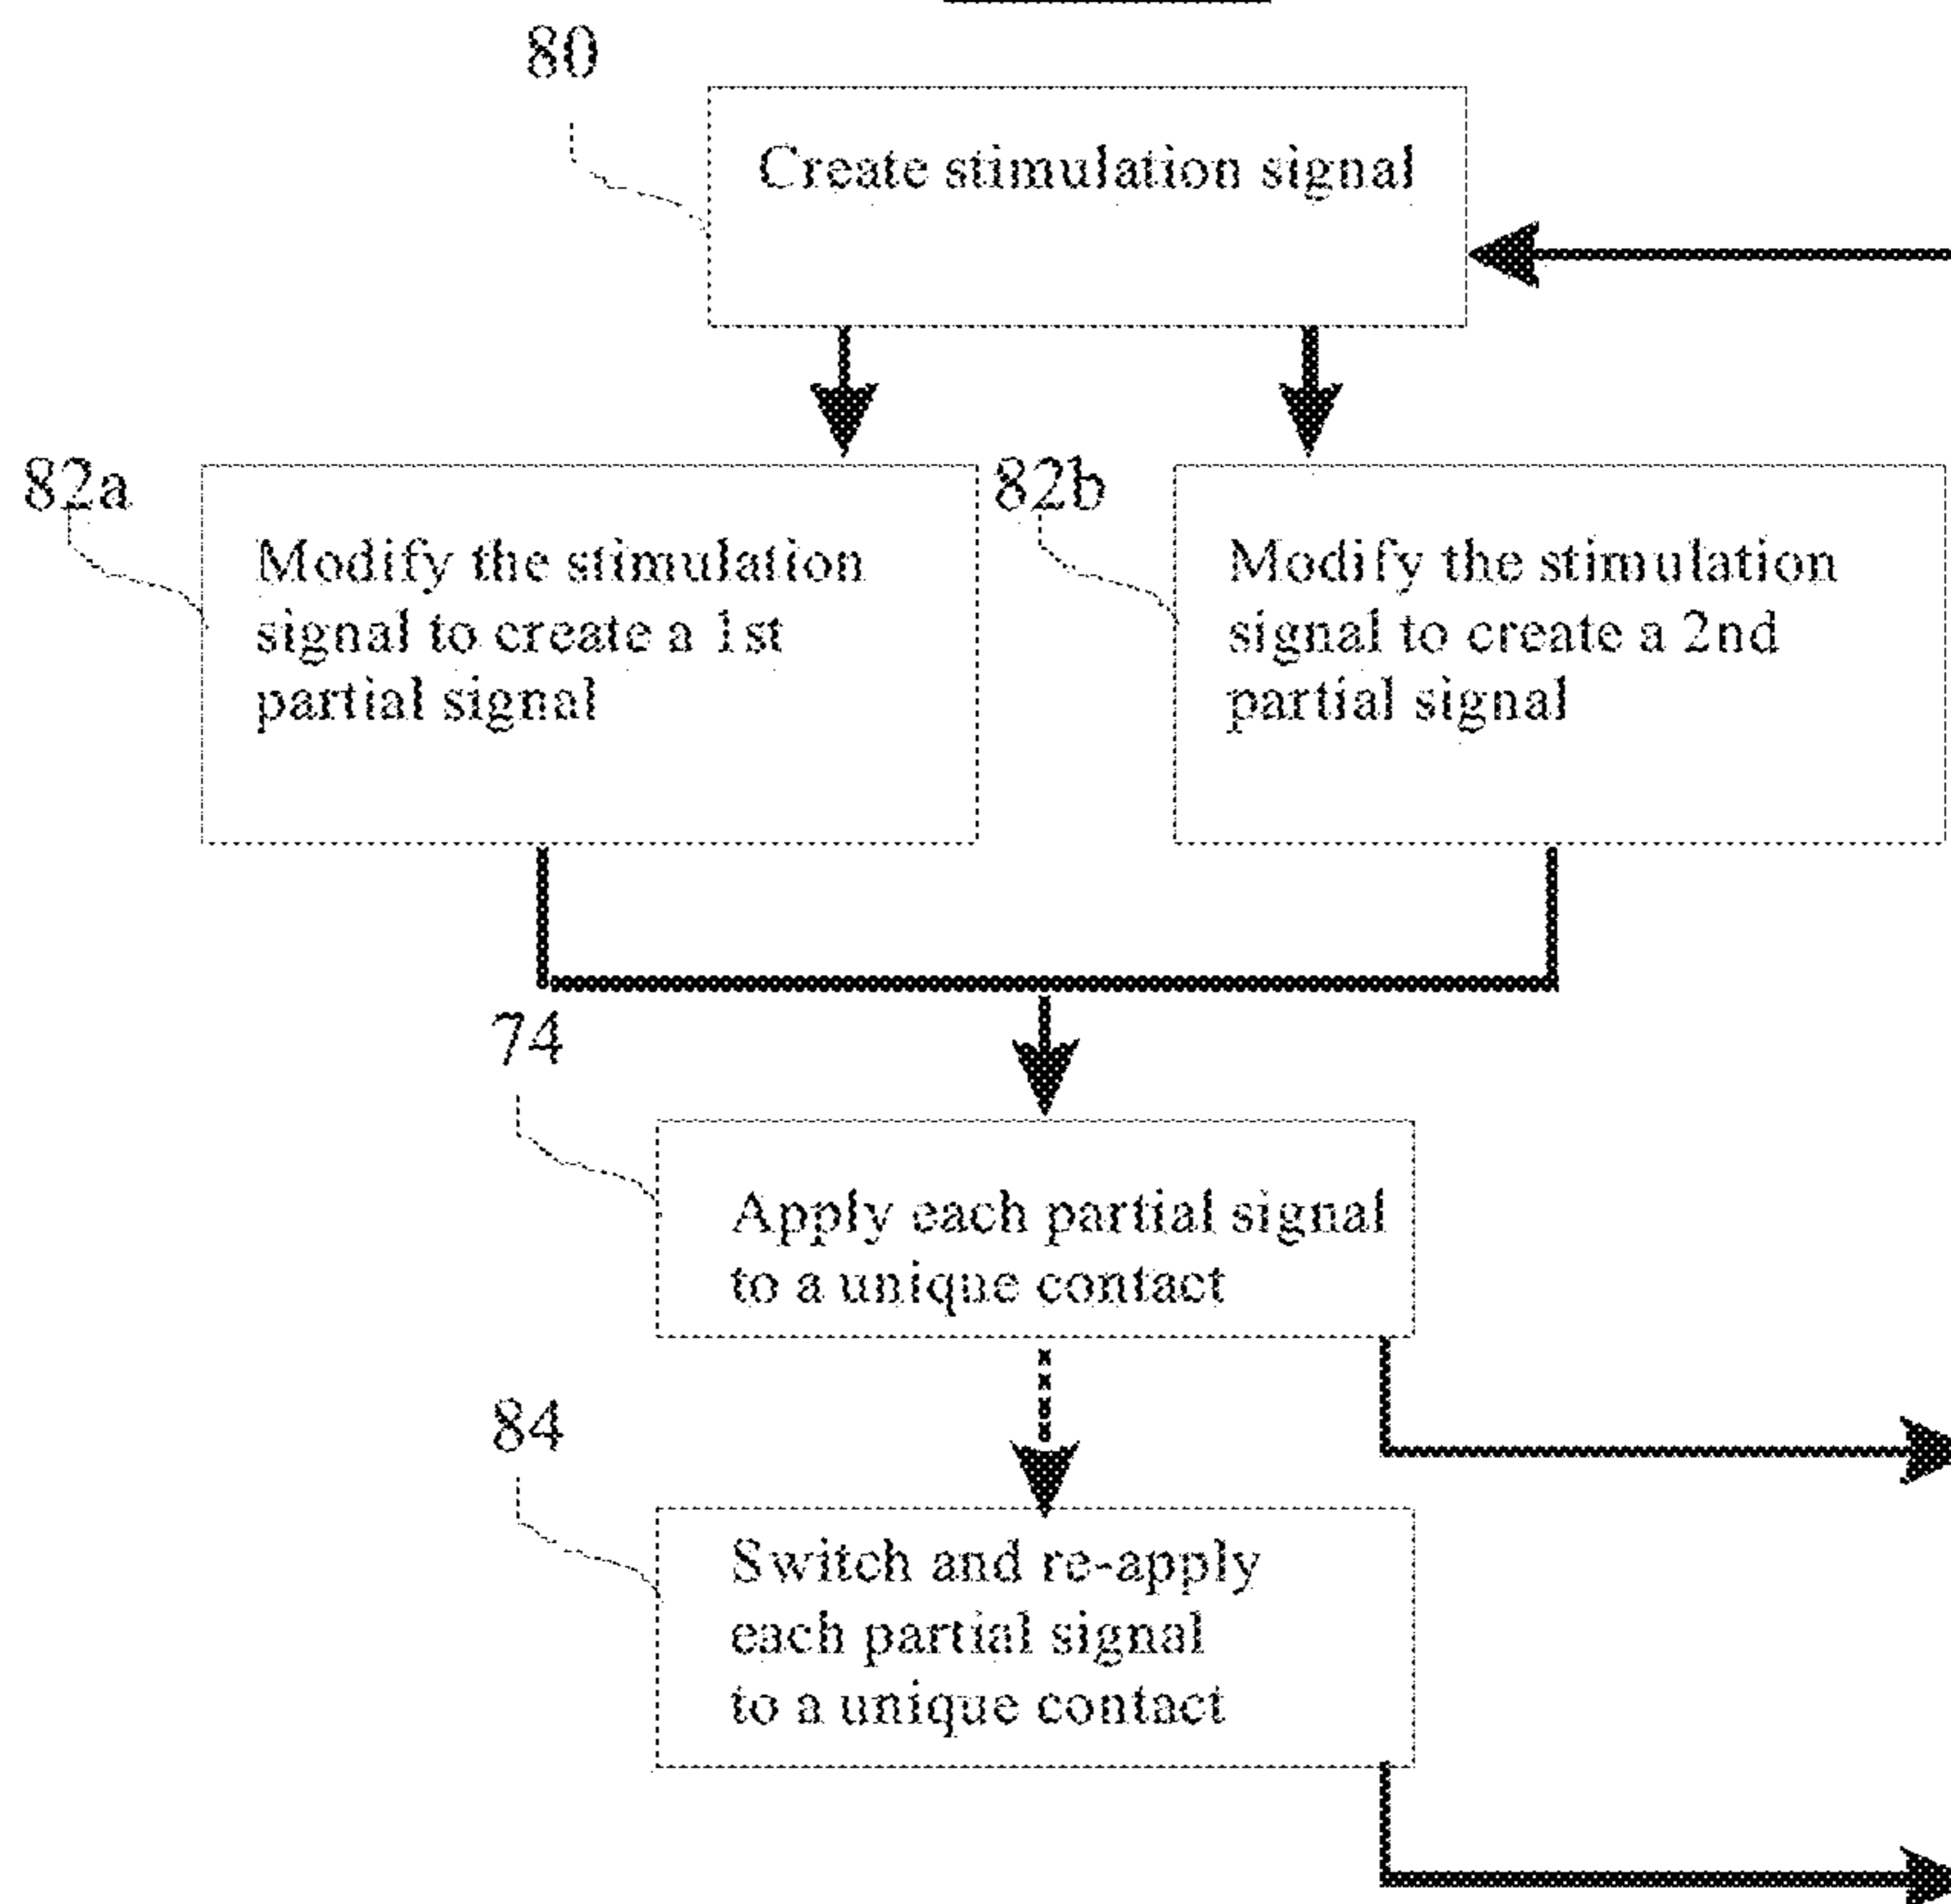 80
Create stimulation signal
82a
Modify the stimulation
signal to create a 1st
partial signal
82b
Modify the stimulation
signal to create a 2nd
partial signal
74
Apply each partial signal
to a unique contact
84
Switch and re-apply
each partial signal
to a unique contact